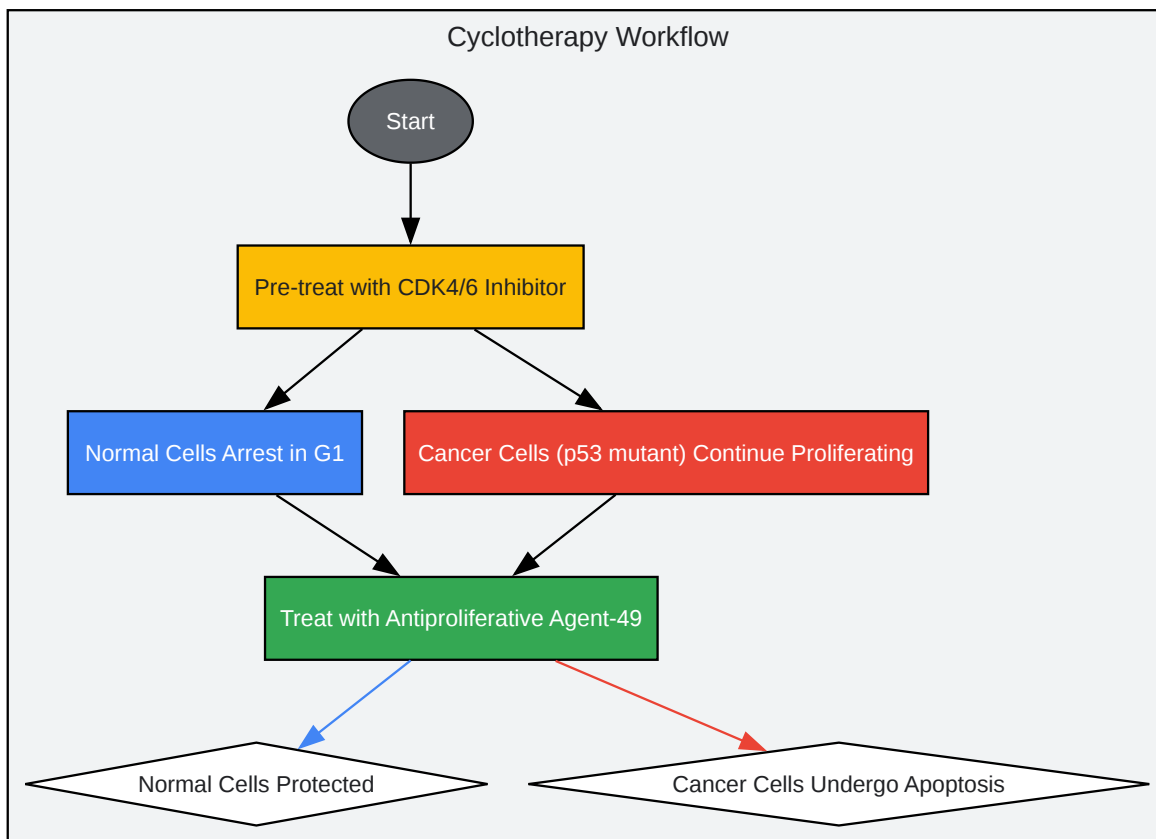 Cyclotherapy Workflow
Start
Pre-treat with CDK4/6 Inhibitor
Normal Cells Arrest in G1
Cancer Cells (p53 mutant) Continue Proliferating
Treat with Antiproliferative Agent-49
Normal Cells Protected
Cancer Cells Undergo Apoptosis